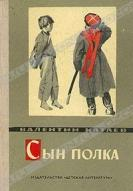 ВАЛЕНТИН КАТАЕВ
СЫН ПОЛКА
ИЗДАТЕЛЬСТВО «ДЕТСКАЯ ЛИТЕРАТУРА»